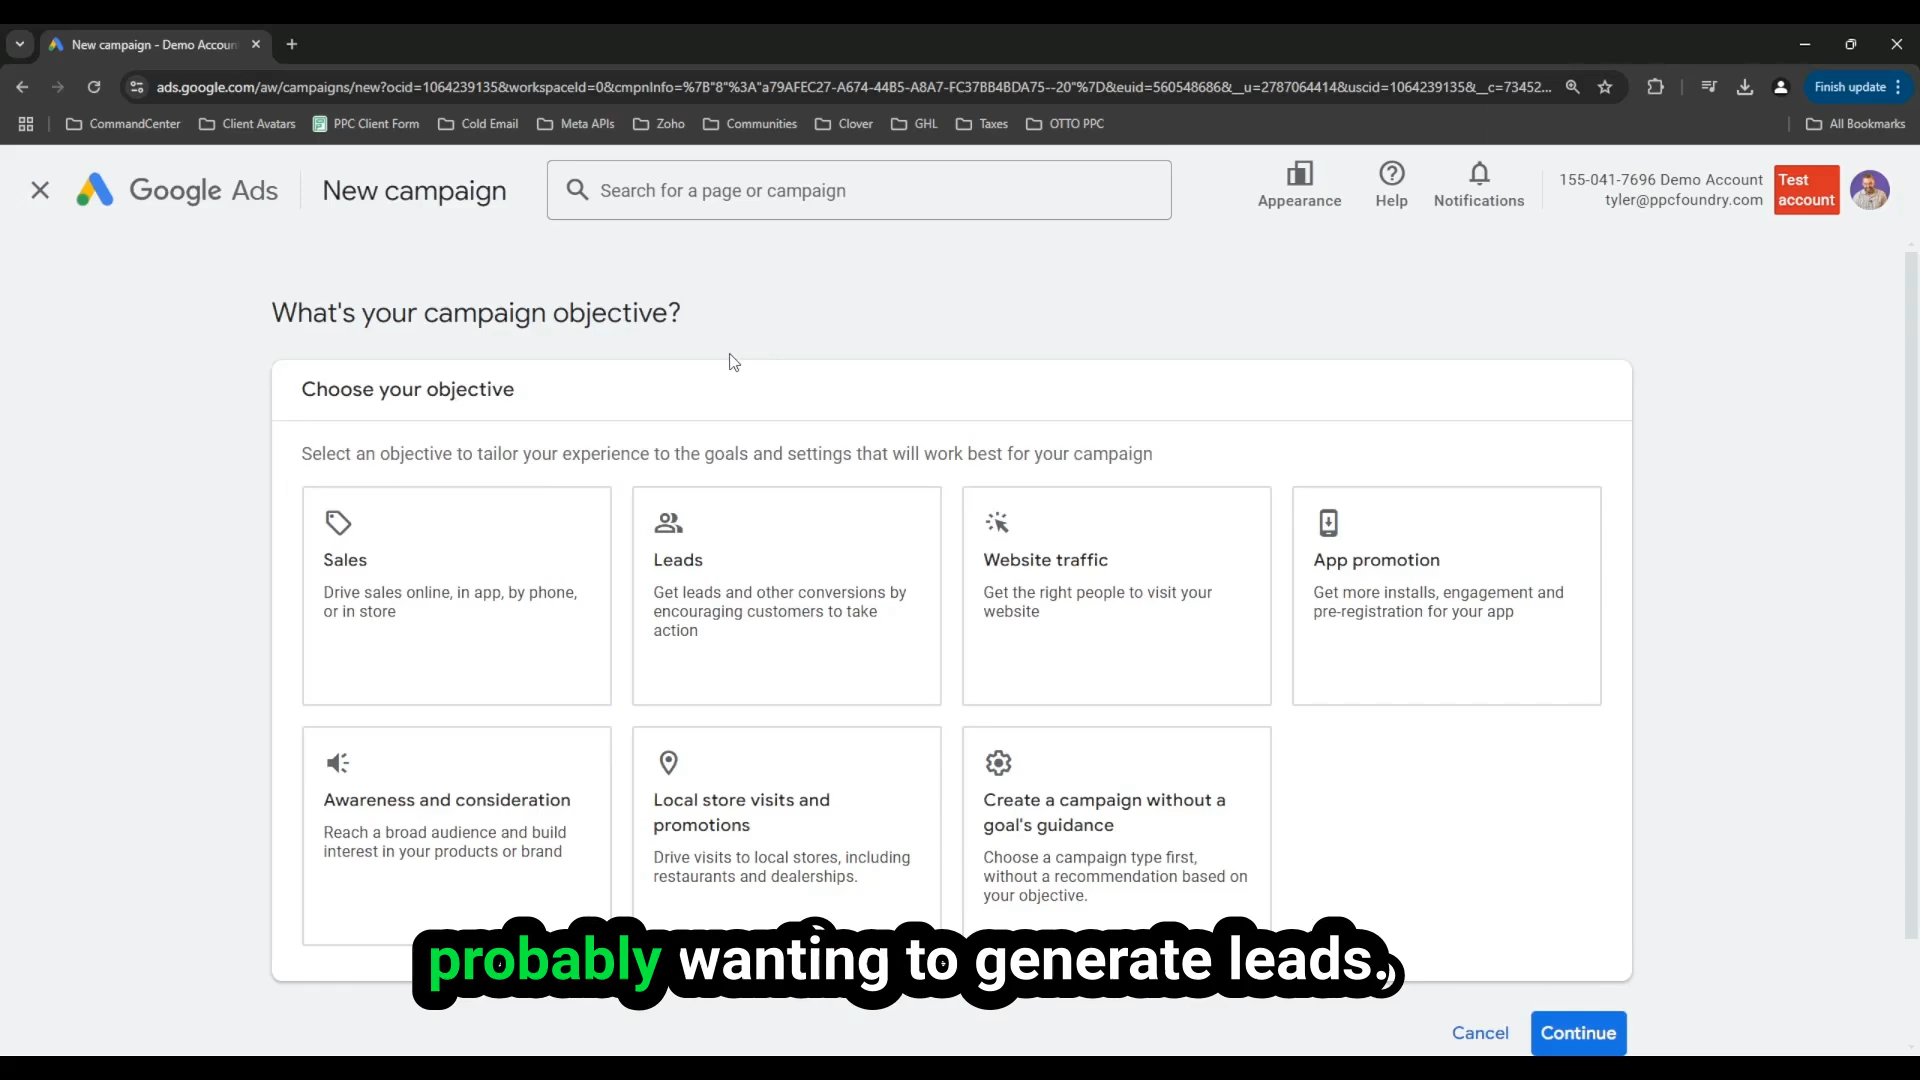 New campaign - Demo Accoun
ads.google.com/aw/campaigns/new?ocid=1064239135&workspaceId=0&cmpnInfo=%7B"8"%3A"a79AFEC27-A674-44B5-A8A7-FC37BB4BDA75--20"%7D&euid=560548686&__u=2787064414&uscid=1064239135&__c=73452...
Finish update
CommandCenter Client Avatars PPC Client Form Cold Email Meta APIs Zoho Communities Clover GHL Taxes OTTO PPC All Bookmarks
Google Ads
New campaign
Search for a page or campaign
Appearance
Help
Notifications
155-041-7696 Demo Account
tyler@ppcfoundry.com
Test
account
What's your campaign objective?
Choose your objective
Select an objective to tailor your experience to the goals and settings that will work best for your campaign
Sales
Drive sales online, in app, by phone,
or in store
Leads
Get leads and other conversions by
encouraging customers to take
action
Website traffic
Get the right people to visit your
website
App promotion
Get more installs, engagement and
pre-registration for your app
Awareness and consideration
Reach a broad audience and build
interest in your products or brand
Local store visits and
promotions
Drive visits to local stores, including
restaurants and dealerships.
Create a campaign without a
goal's guidance
Choose a campaign type first,
without a recommendation based on
your objective.
probably wanting to generate leads.
Cancel
Continue